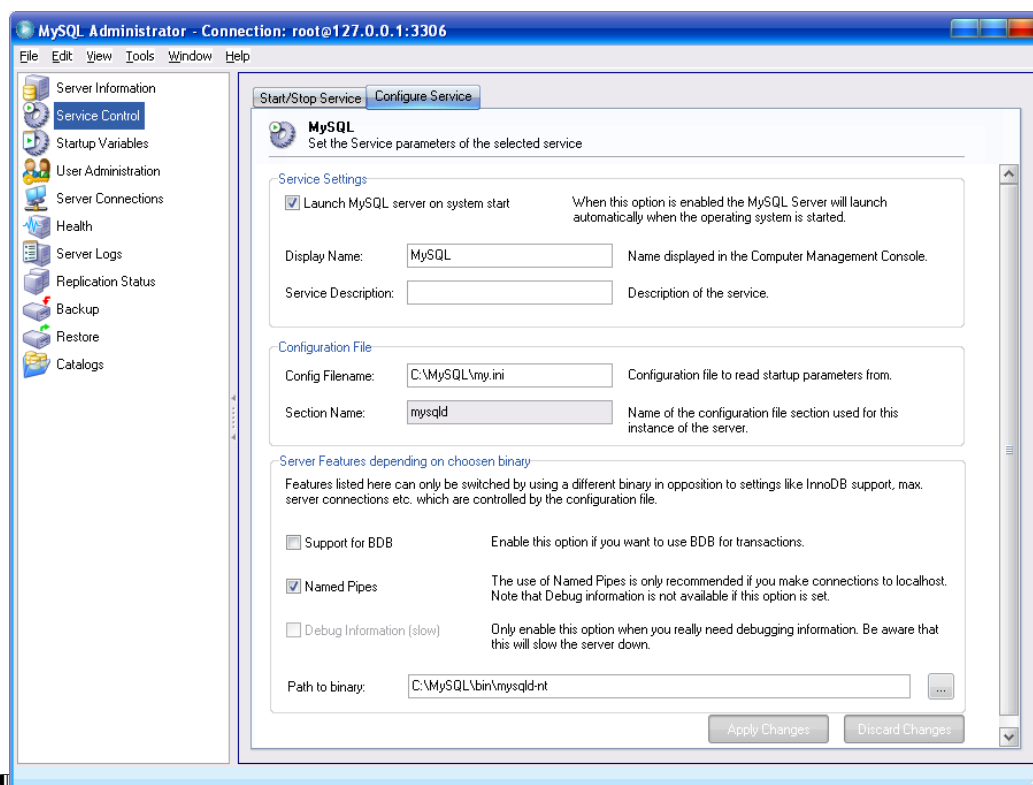 MySQL Administrator - Connection: root@127.0.0.1:3306
File Edit View Tools Window Help
Server Information
Service Control
Startup Variables
User Administration
Server Connections
Health
Server Logs
Replication Status
Backup
Restore
Catalogs
Start/Stop Service Configure Service
MySQL
Set the Service parameters of the selected service
Service Settings
Launch MySQL server on system start
When this option is enabled the MySQL Server will launch
automatically when the operating system is started.
Display Name: MySQL Name displayed in the Computer Management Console.
Service Description: Description of the service.
Configuration File
Config Filename: C:\MySQL\my.ini Configuration file to read startup parameters from.
Section Name: mysqld Name of the configuration file section used for this
instance of the server.
Server Features depending on choosen binary
Features listed here can only be switched by using a different binary in opposition to settings like InnoDB support, max.
server connections etc. which are controlled by the configuration file.
Support for BDB Enable this option if you want to use BDB for transactions.
Named Pipes The use of Named Pipes is only recommended if you make connections to localhost.
Note that Debug information is not available if this option is set.
Debug Information (slow) Only enable this option when you really need debugging information. Be aware that
this will slow the server down.
Path to binary: C:\MySQL\bin\mysqld-nt ...
Apply Changes Discard Changes